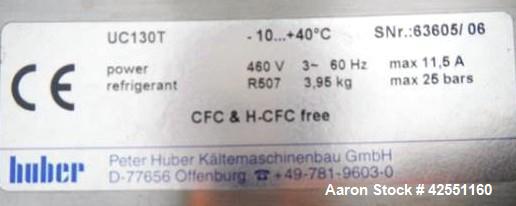 UC130T -10...+40°C SNr.:63605/ 06
power 460 V 3~ 60 Hz max 11,5 A
refrigerant R507 3,95 kg max 25 bars
CE
CFC & H-CFC free
huber
Peter Huber Kältemaschinenbau GmbH
D-77656 Offenburg ☎+49-781-9603-0
Aaron Stock # 42551160